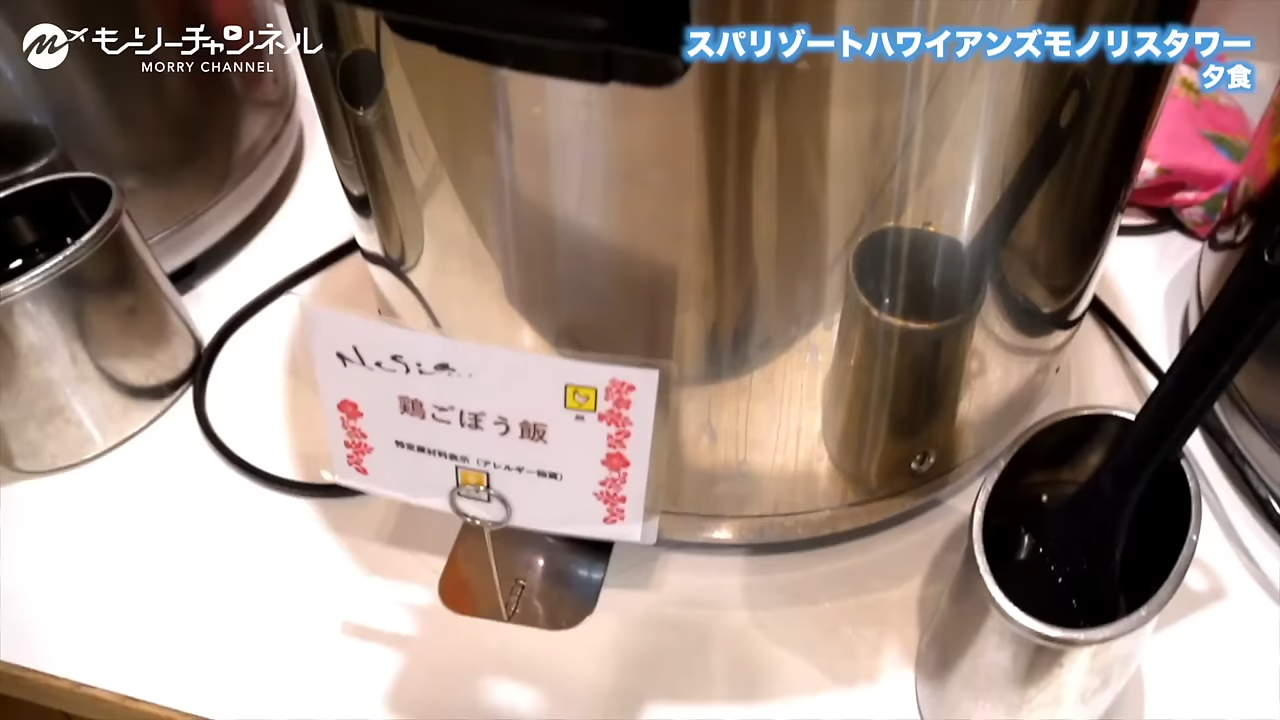 モーリーチャンネル
MORRY CHANNEL
スパリゾートハワイアンズモノリスタワー
夕食
鶏ごぼう飯
特定原材料表示(アレルギー物質)